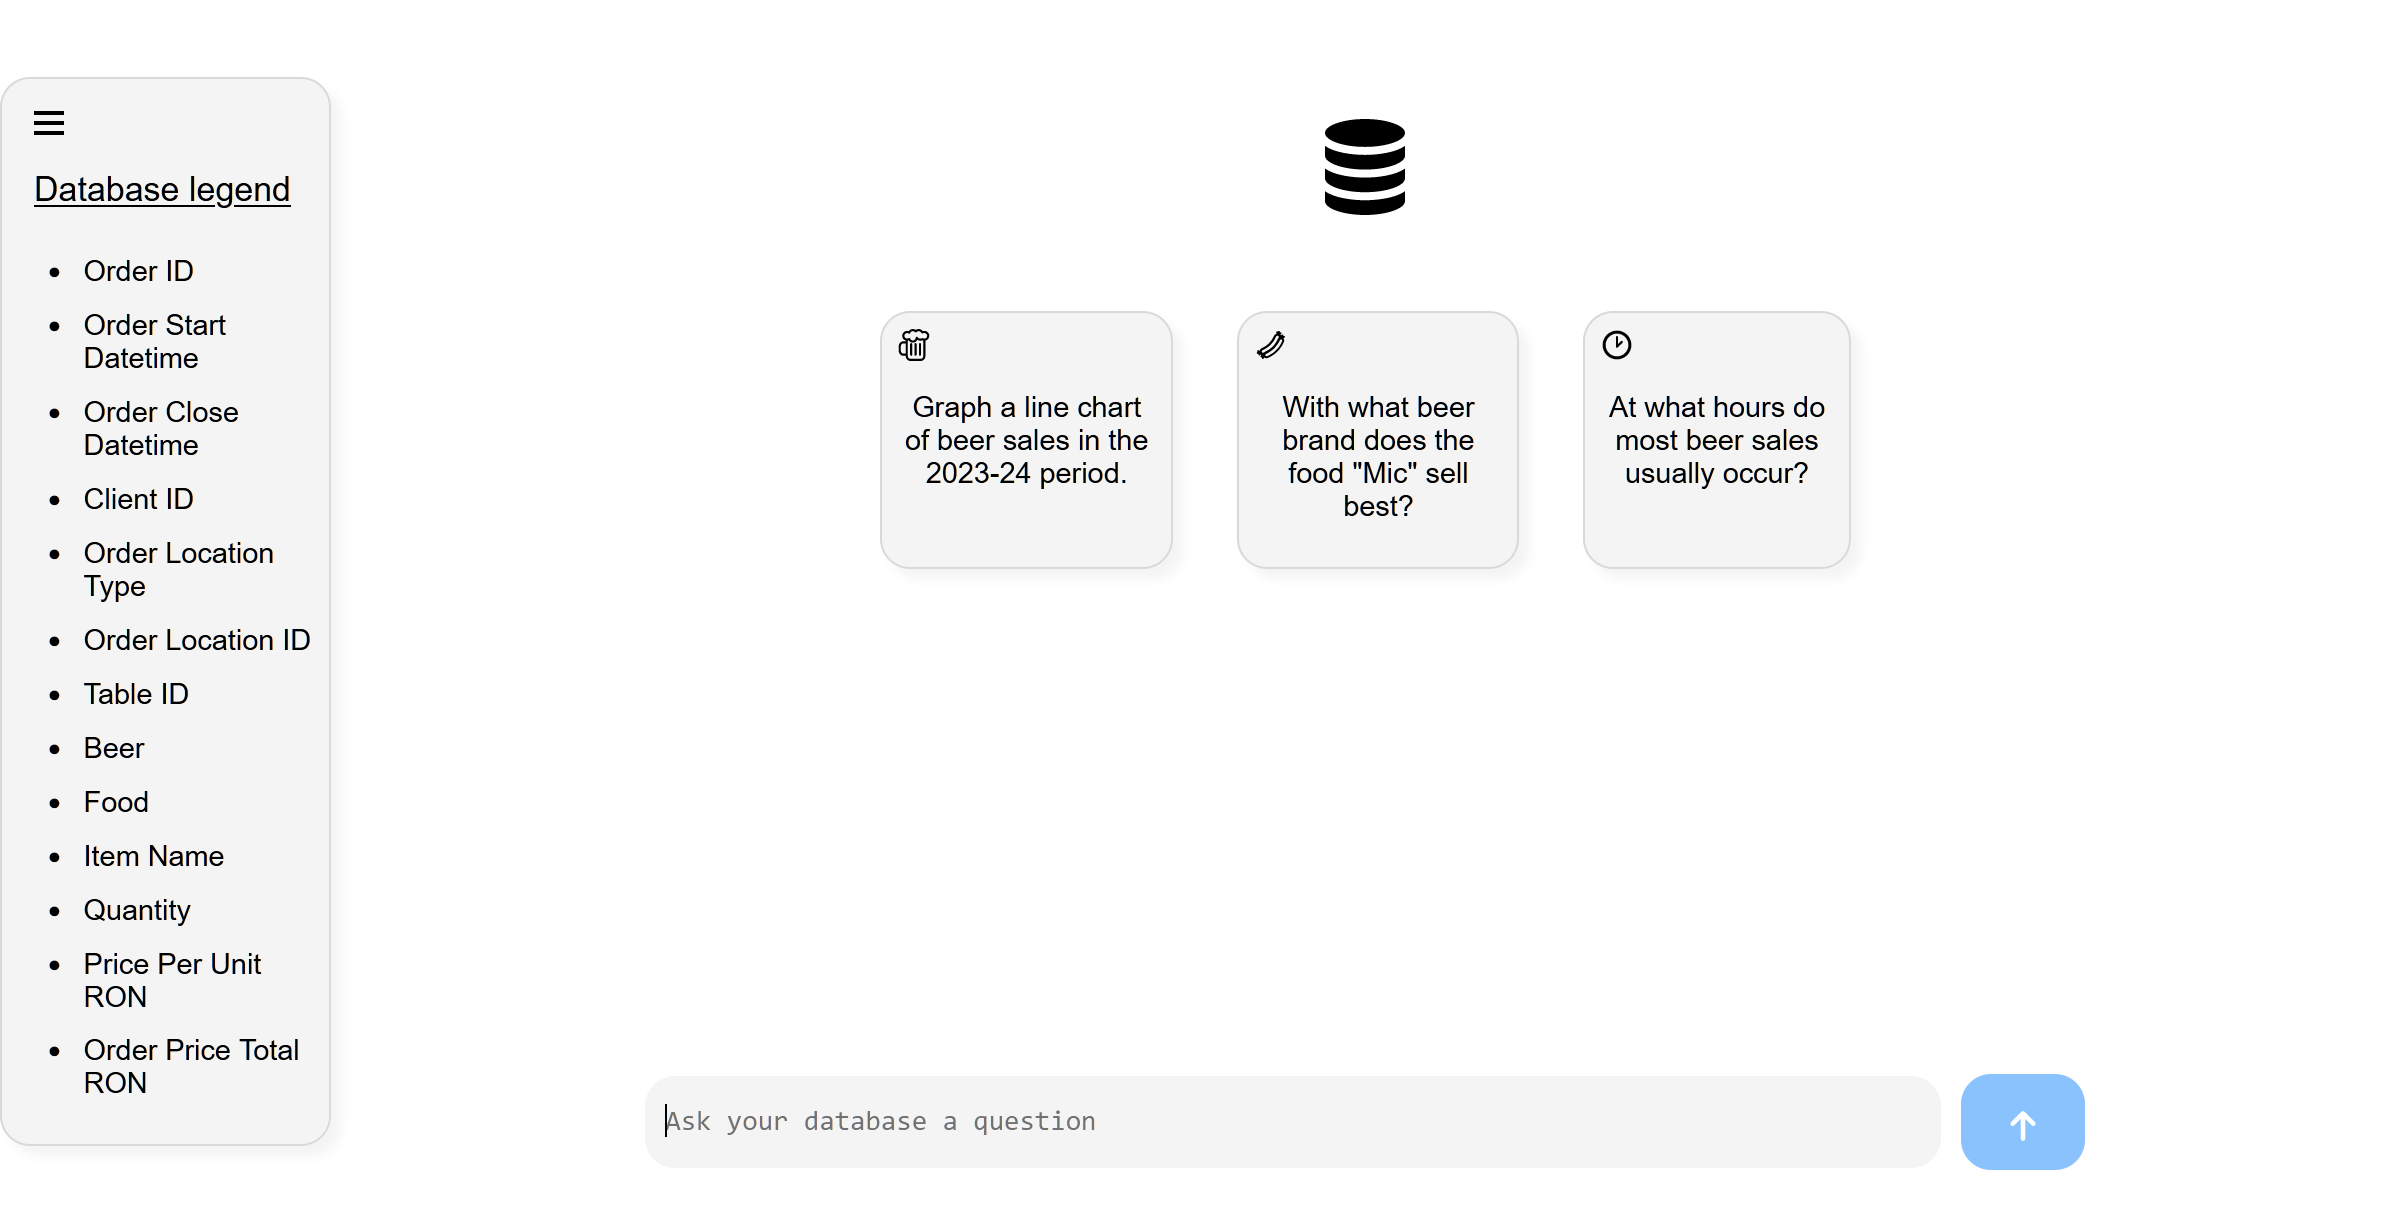 Database legend
Order ID
Order Start
Datetime
Order Close
Datetime
Client ID
Order Location
Type
Order Location ID
Table ID
Beer
Food
Item Name
Quantity
Price Per Unit
RON
Order Price Total
RON
Graph a line chart
of beer sales in the
2023-24 period.
With what beer
brand does the
food "Mic" sell
best?
At what hours do
most beer sales
usually occur?
Ask your database a question